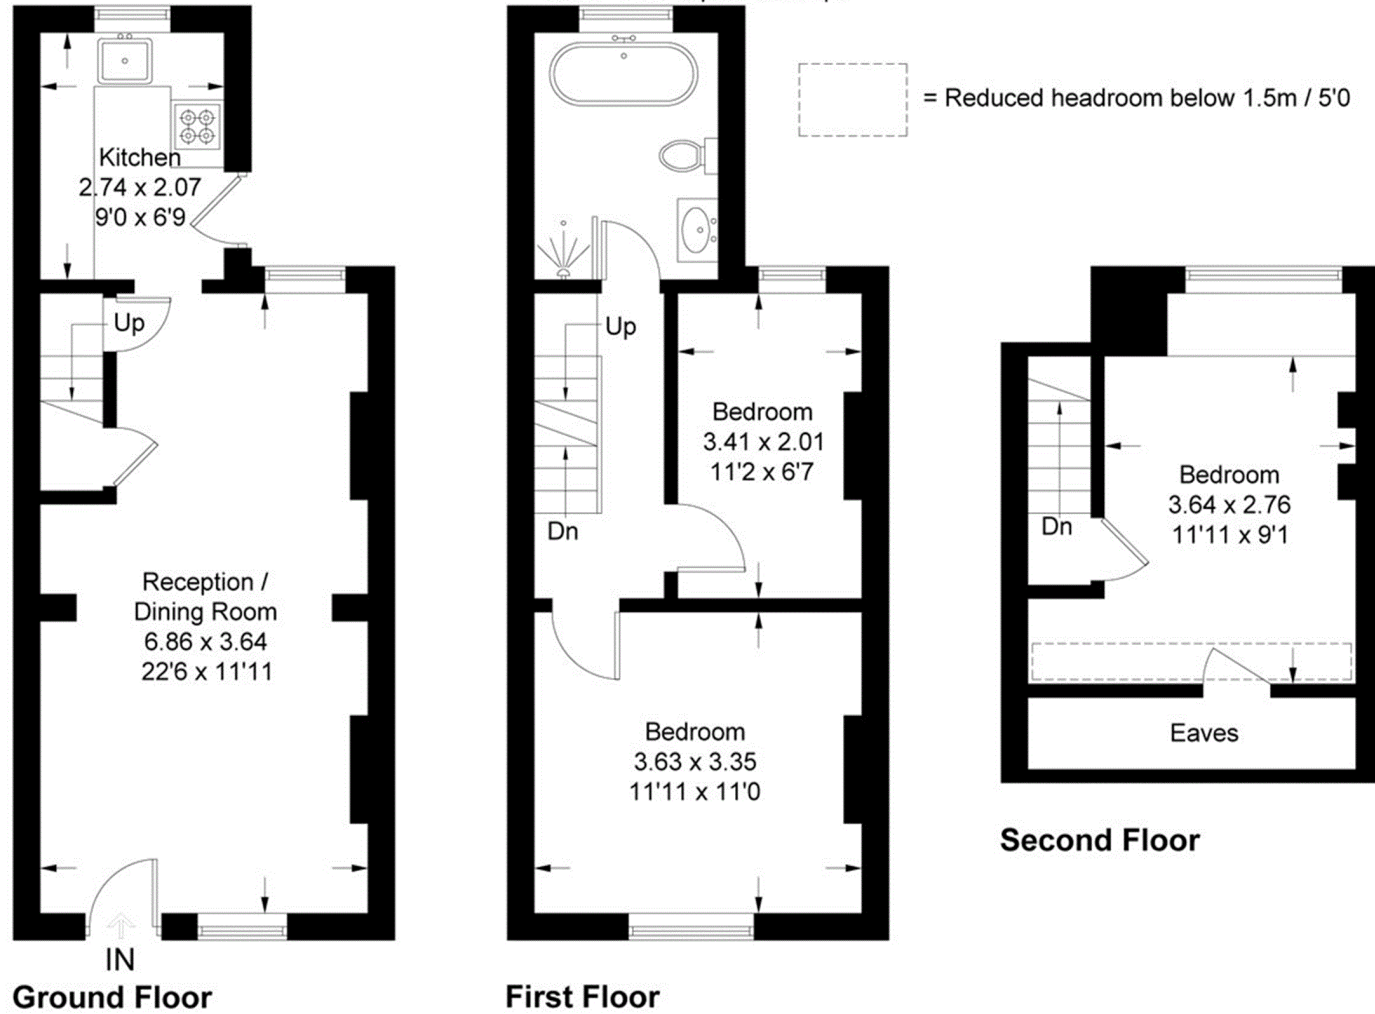 = Reduced headroom below 1.5m / 5'0
Kitchen
2.74 x 2.07
9'0 x 6'9
Up
Reception /
Dining Room
6.86 x 3.64
22'6 x 11'11
IN
Ground Floor
Up
Dn
Bedroom
3.41 x 2.01
11'2 x 6'7
Bedroom
3.63 x 3.35
11'11 x 11'0
First Floor
Dn
Bedroom
3.64 x 2.76
11'11 x 9'1
Eaves
Second Floor